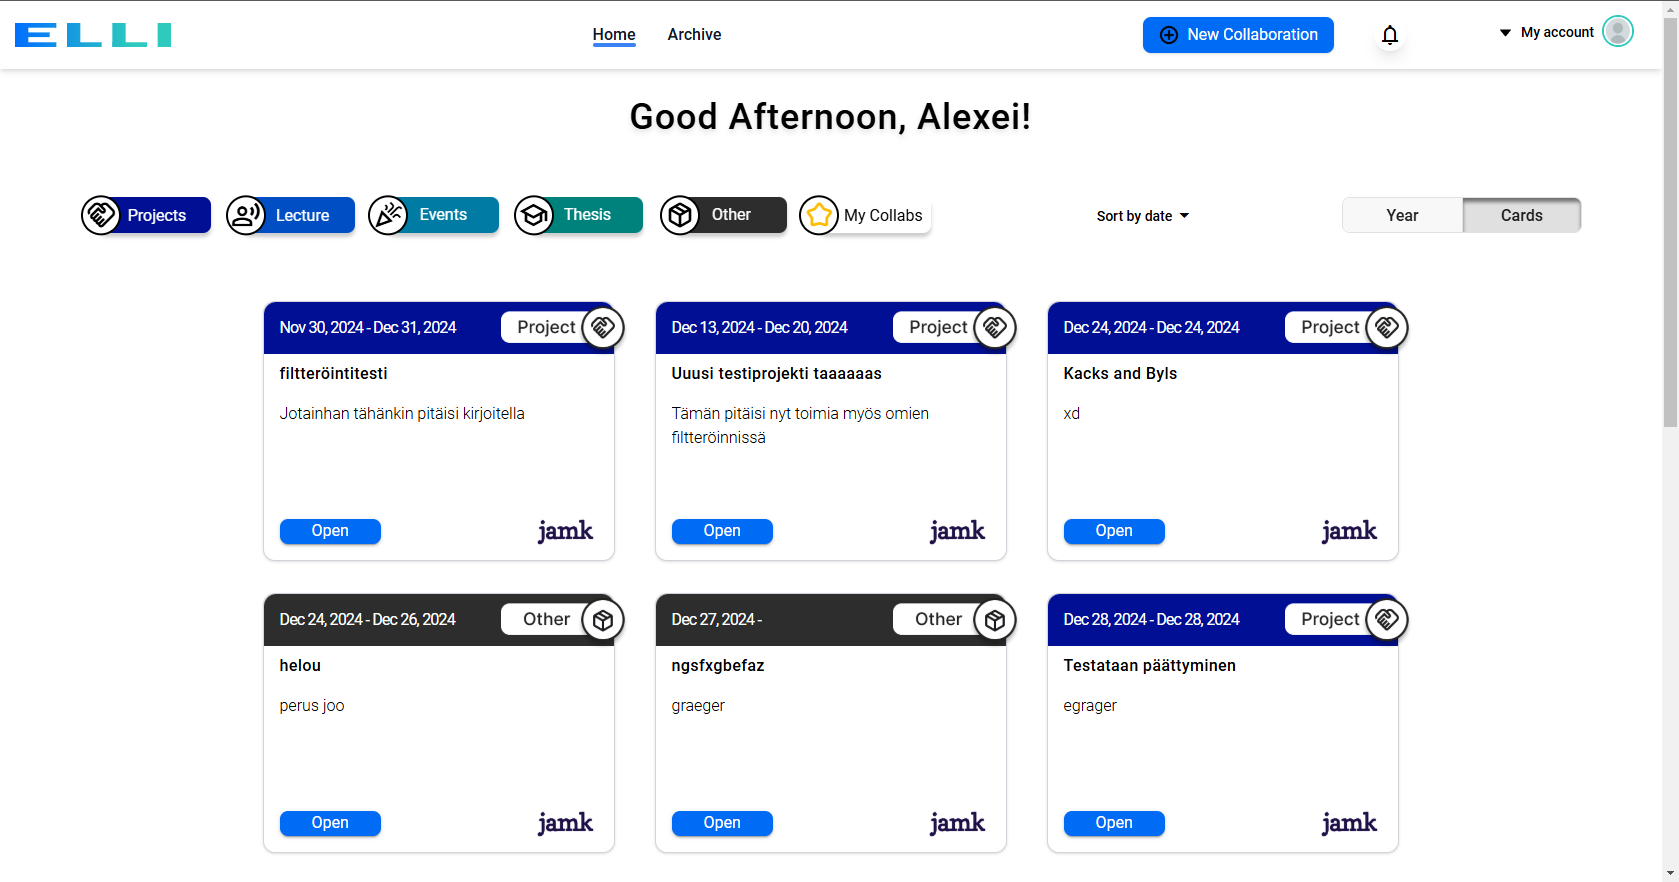 ELLI
Home Archive
New Collaboration
My account
Good Afternoon, Alexei!
Projects Lecture Events Thesis Other My Collabs
Sort by date
Year Cards
Nov 30, 2024 - Dec 31, 2024 Project
filtteröintitesti
Jotainhan tähänkin pitäisi kirjoitella
Open jamk
Dec 13, 2024 - Dec 20, 2024 Project
Uuusi testiprojekti taaaaaas
Tämän pitäisi nyt toimia myös omien
filtteröinnissä
Open jamk
Dec 24, 2024 - Dec 24, 2024 Project
Kacks and Byls
xd
Open jamk
Dec 24, 2024 - Dec 26, 2024 Other
helou
perus joo
Open jamk
Dec 27, 2024 - Other
ngsfxgbefaz
graeger
Open jamk
Dec 28, 2024 - Dec 28, 2024 Project
Testataan päättyminen
egrager
Open jamk